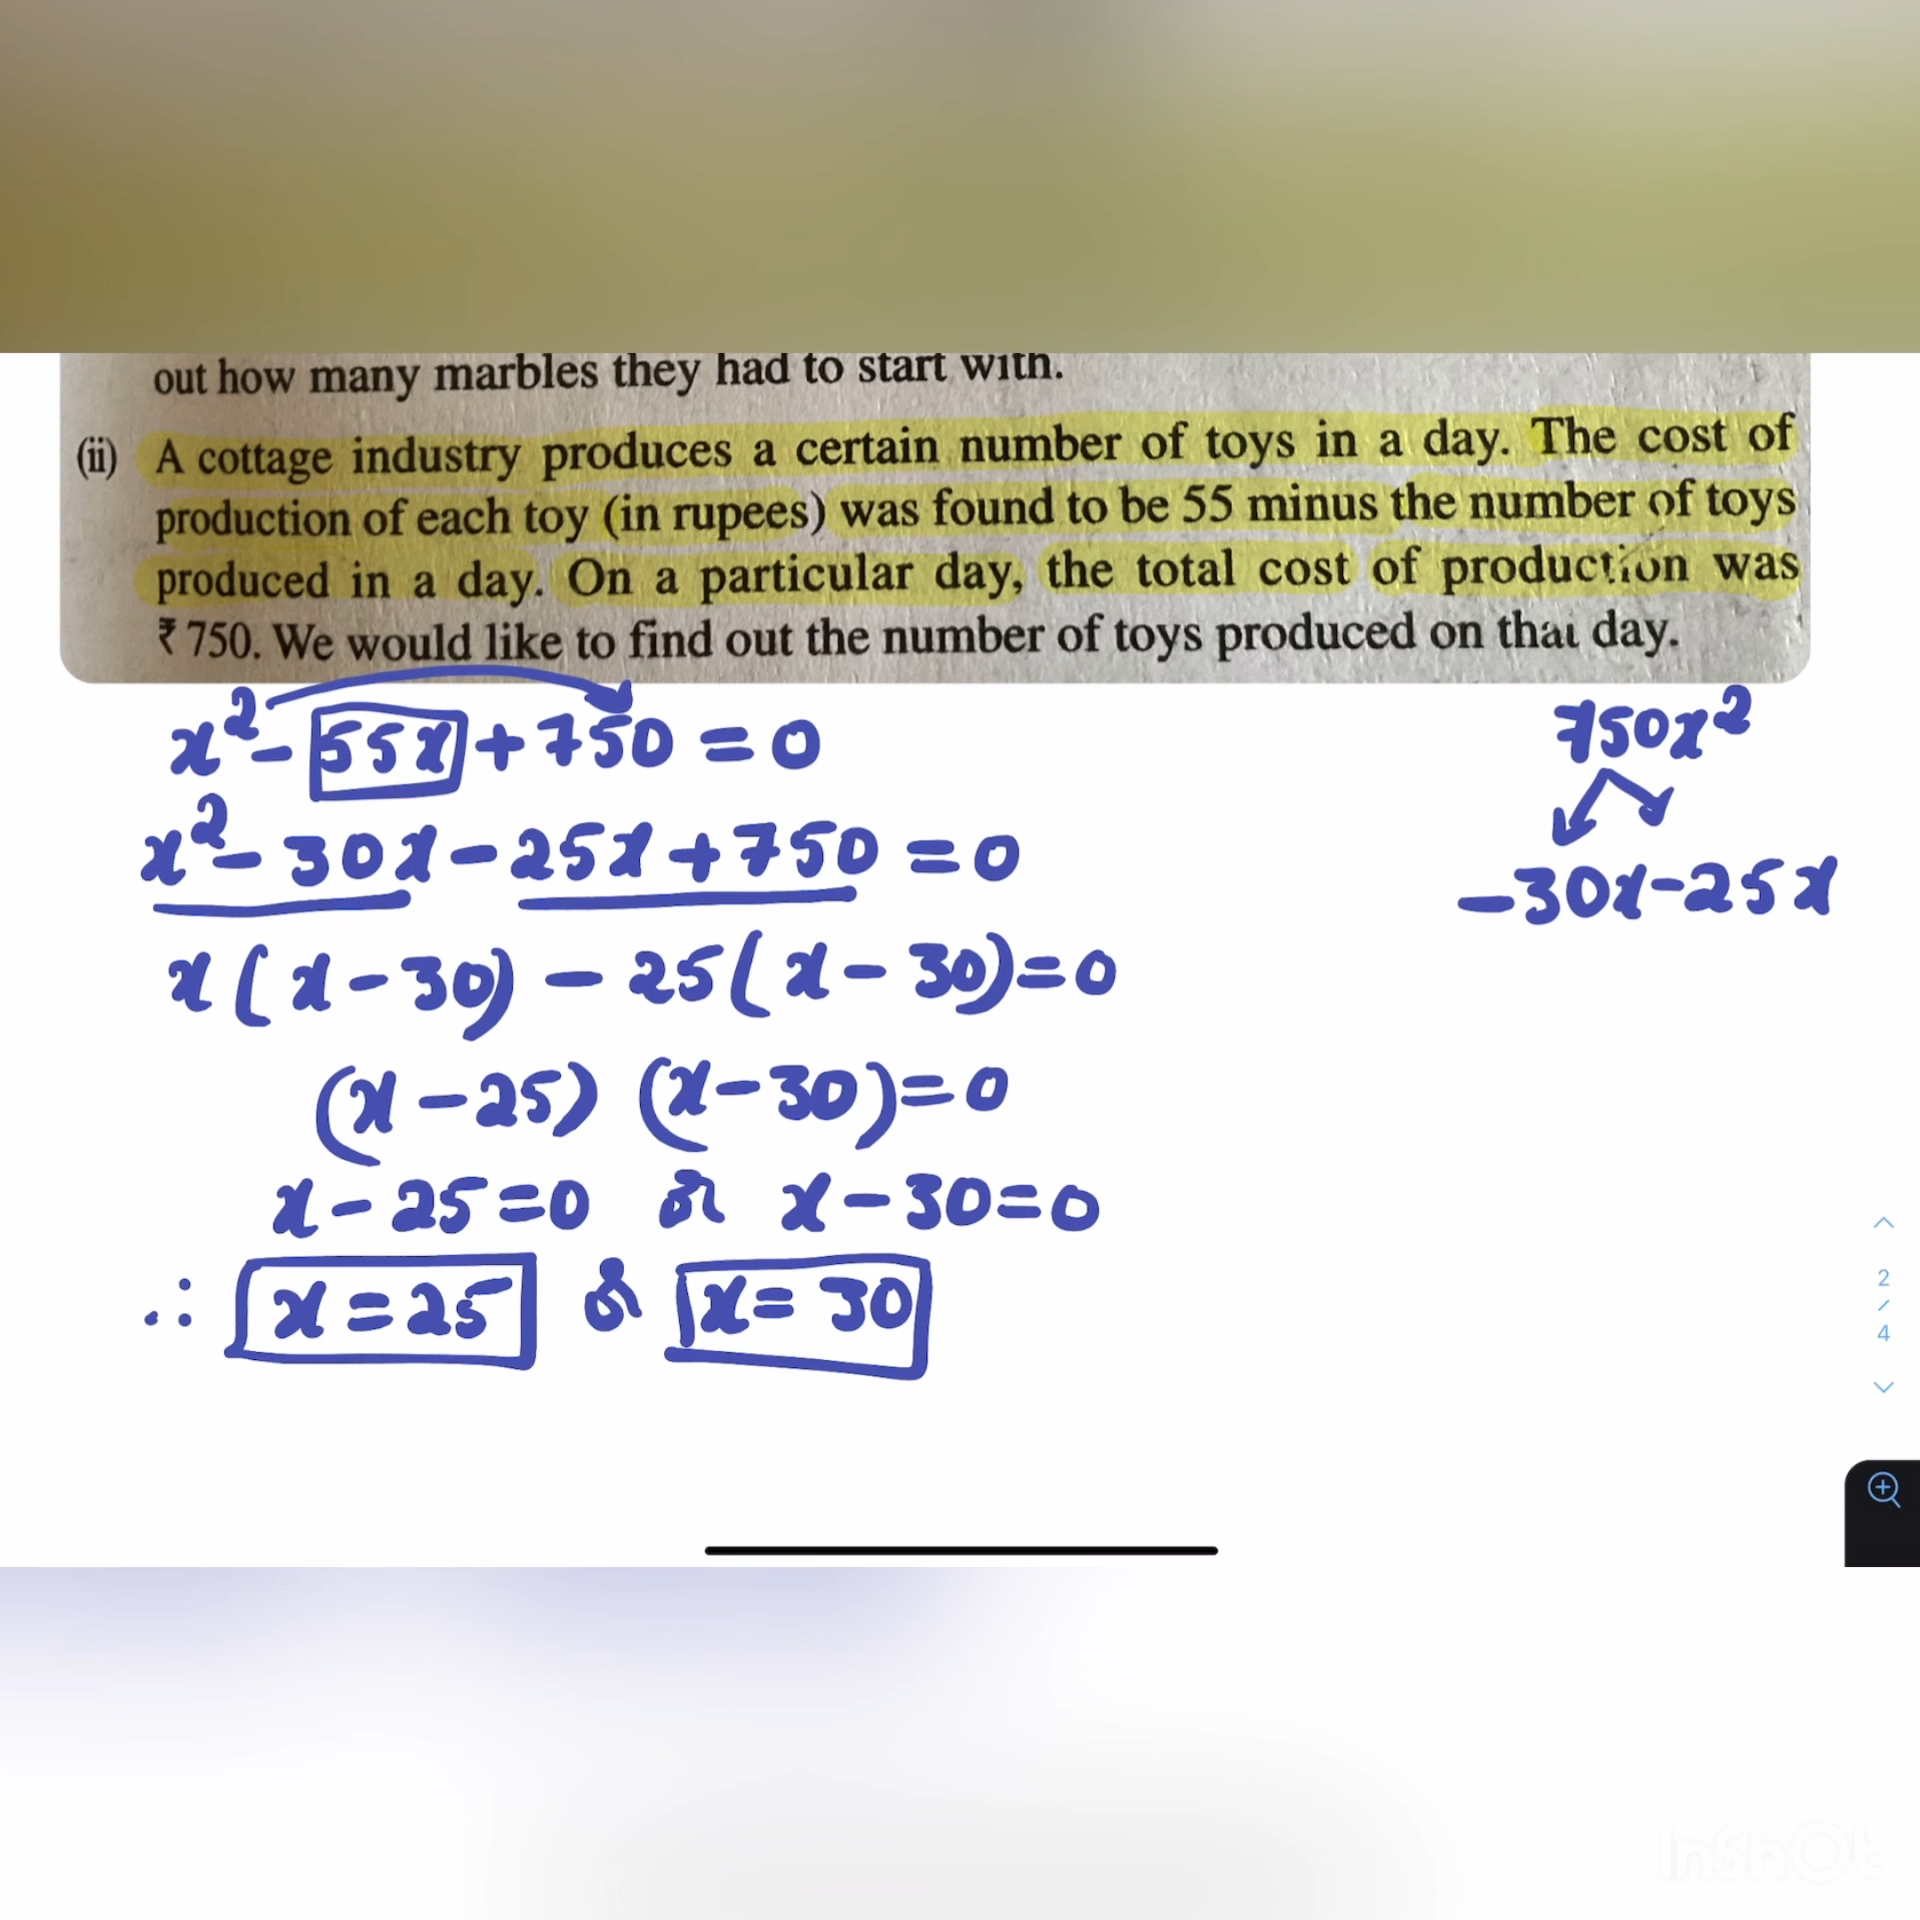 out how many marbles they had to start with.
(ii) A cottage industry produces a certain number of toys in a day. The cost of
production of each toy (in rupees) was found to be 55 minus the number of toys
produced in a day. On a particular day, the total cost of production was
₹ 750. We would like to find out the number of toys produced on that day.
x² - 55x + 750 = 0
x² - 30x - 25x + 750 = 0
x(x - 30) - 25(x - 30) = 0
(x - 25) (x - 30) = 0
x - 25 = 0 or x - 30 = 0
∴ x = 25 or x = 30
750x²
-30x-25x
2
/
4
InShOt